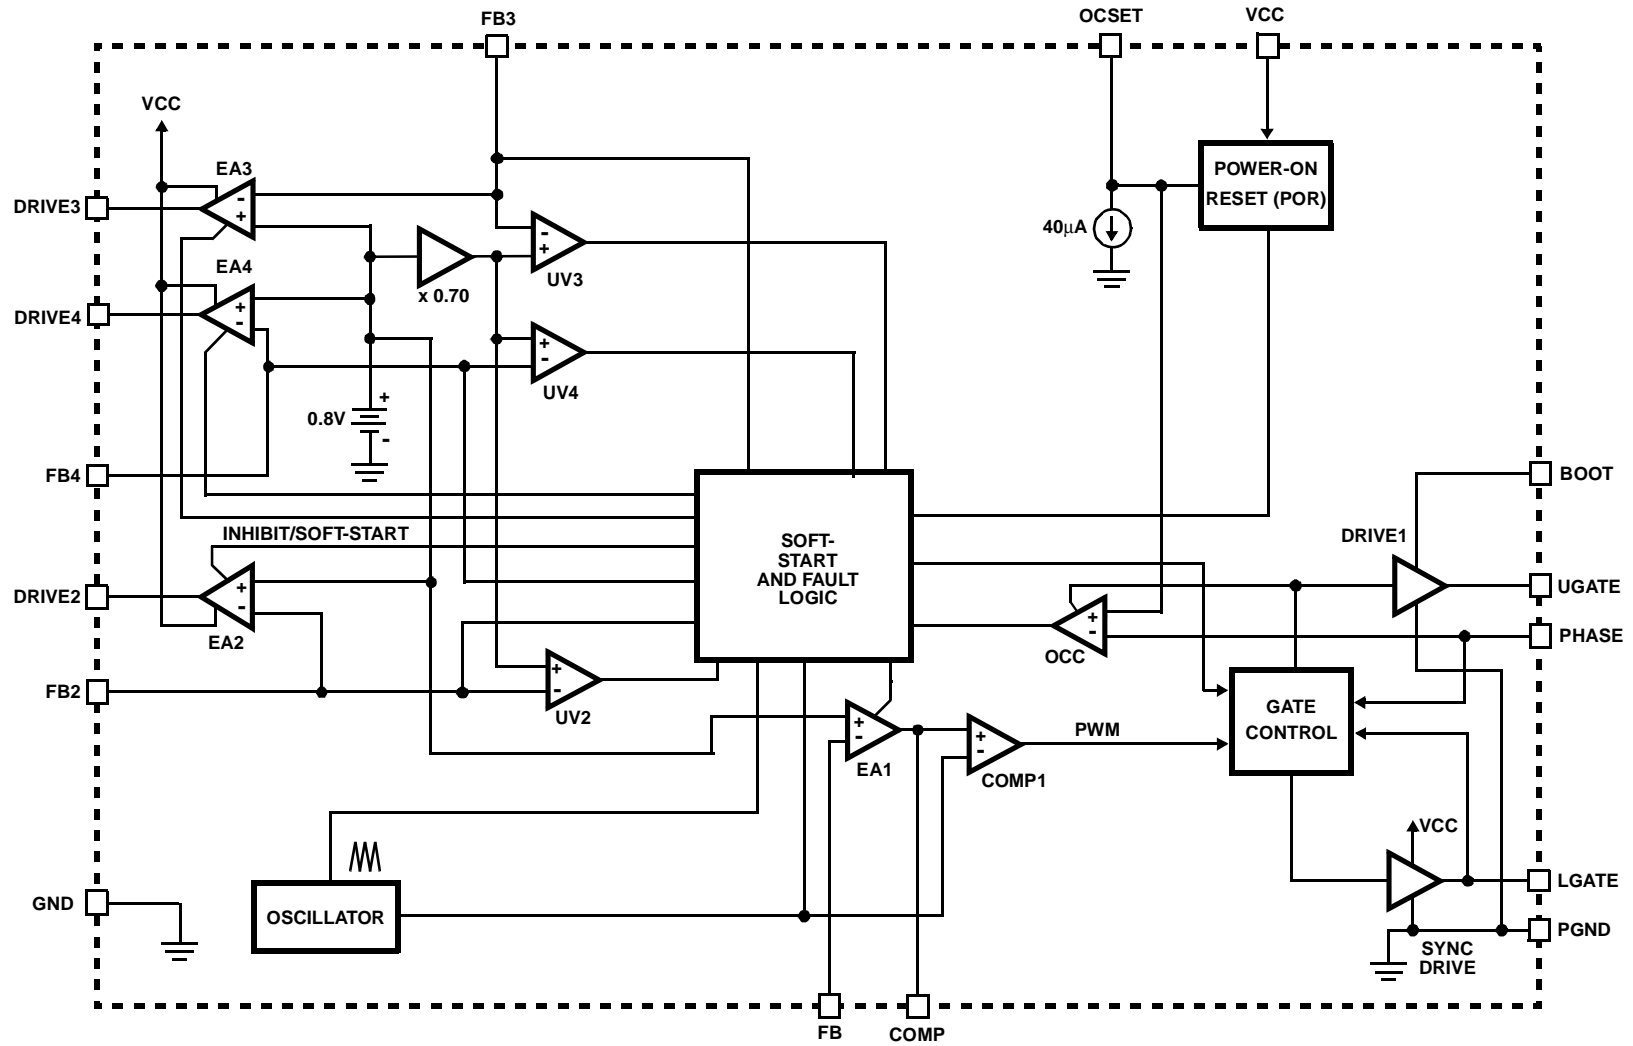 FB3
OCSET
VCC
VCC
EA3
-
+
DRIVE3
POWER-ON
RESET (POR)
40µA
-
+
UV3
EA4
+
-
DRIVE4
x 0.70
+
-
UV4
0.8V
+
-
FB4
BOOT
INHIBIT/SOFT-START
SOFT-
START
AND FAULT
LOGIC
DRIVE1
DRIVE2
+
-
EA2
UGATE
+
-
OCC
PHASE
FB2
+
-
UV2
GATE
CONTROL
+
-
EA1
+
-
COMP1
PWM
VCC
LGATE
GND
OSCILLATOR
PGND
SYNC
DRIVE
FB
COMP